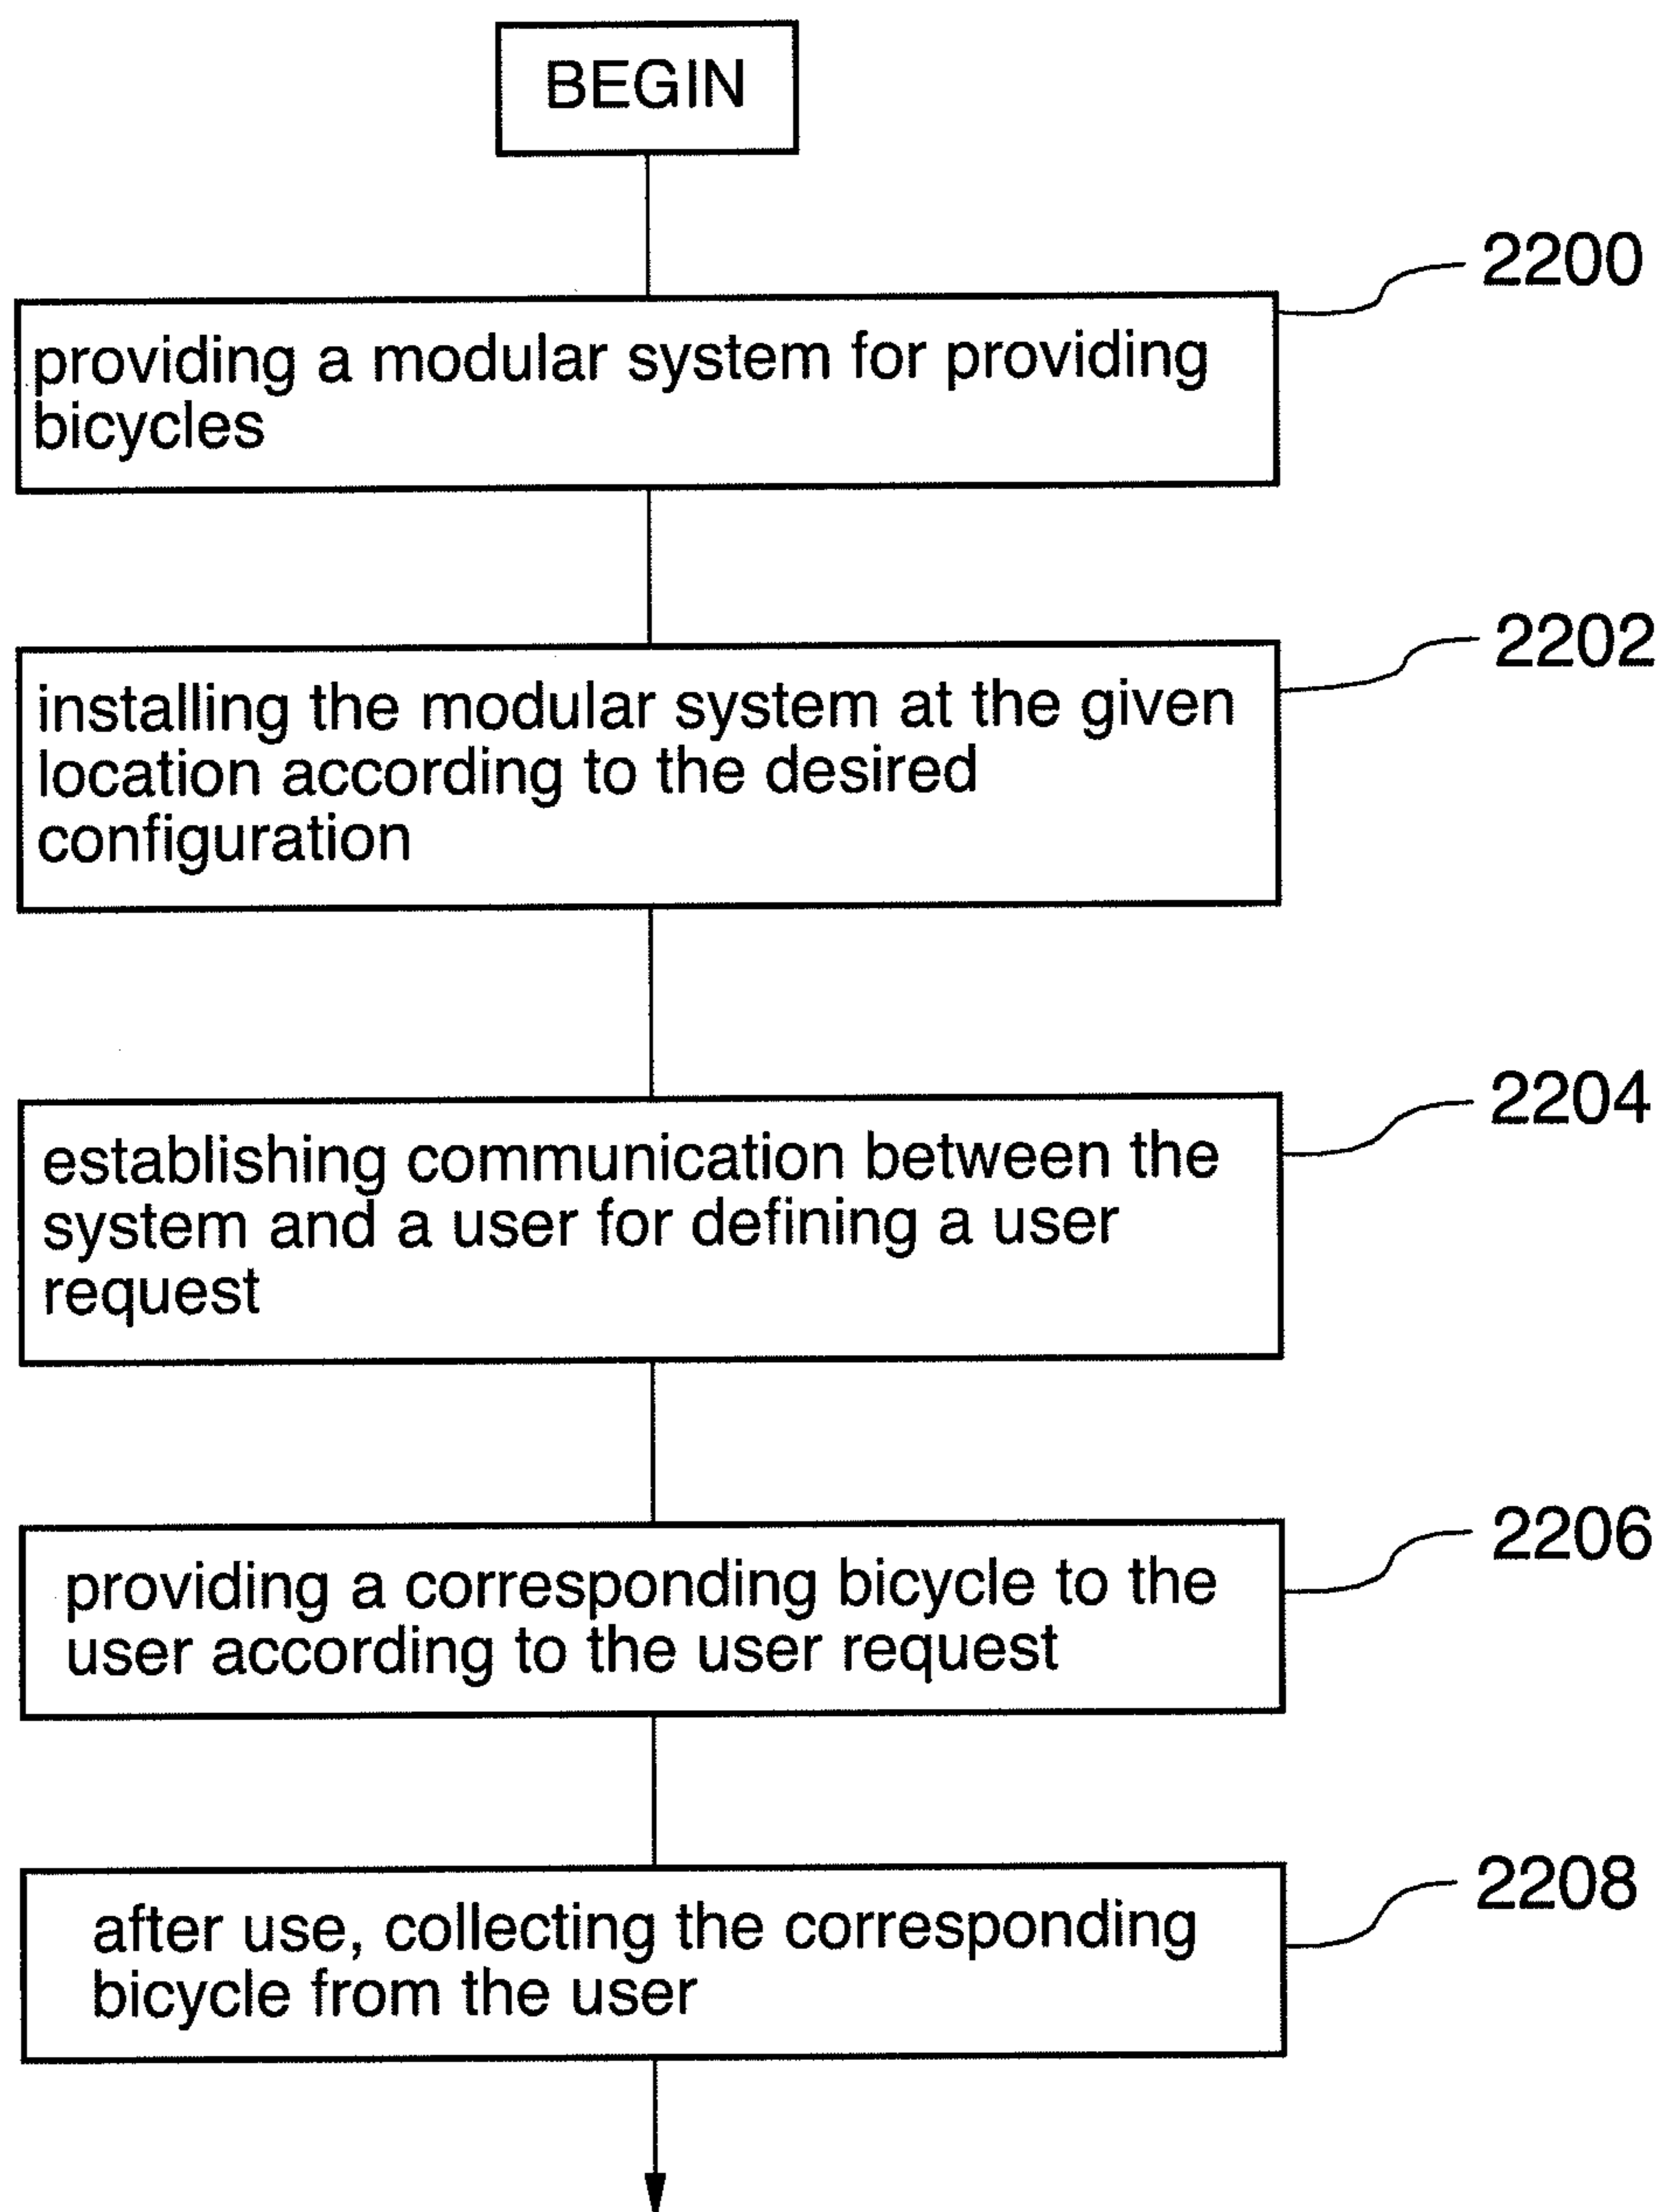 BEGIN
2200
providing a modular system for providing
bicycles
2202
installing the modular system at the given
location according to the desired
configuration
2204
establishing communication between the
system and a user for defining a user
request
2206
providing a corresponding bicycle to the
user according to the user request
2208
after use, collecting the corresponding
bicycle from the user